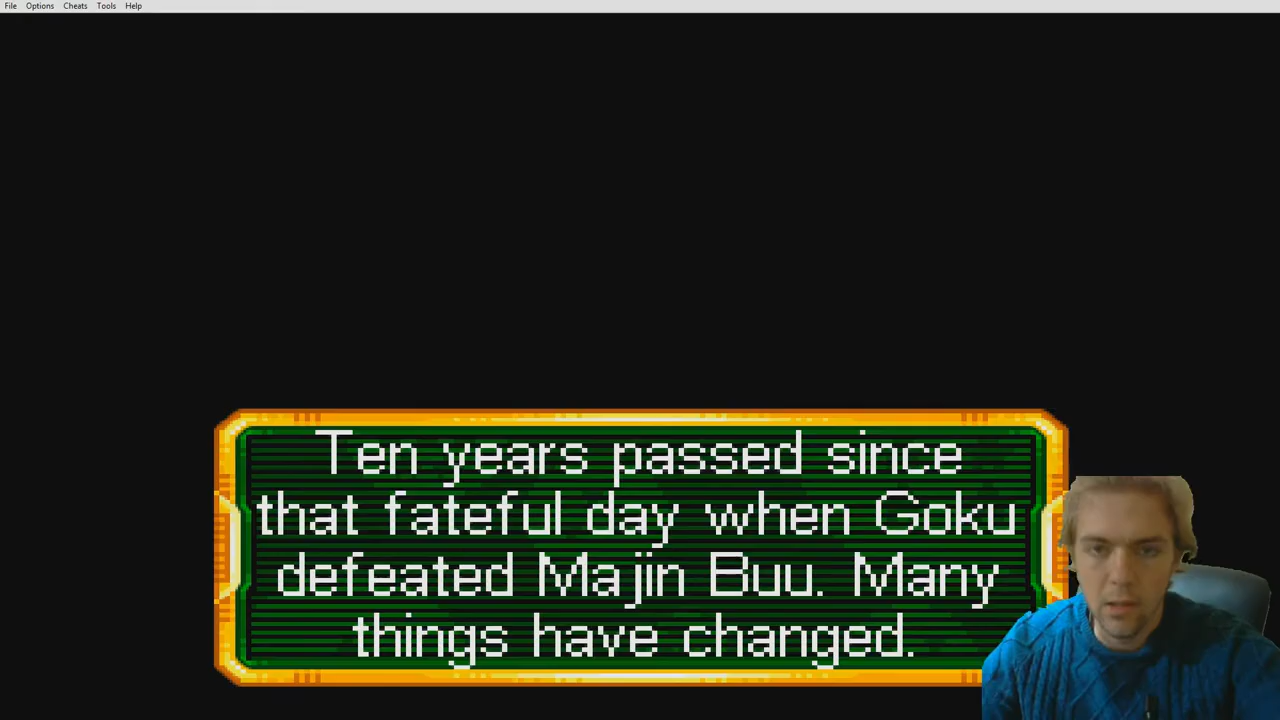 File Options Cheats Tools Help
Ten years passed since
that fateful day when Goku
defeated Majin Buu. Many
things have changed.